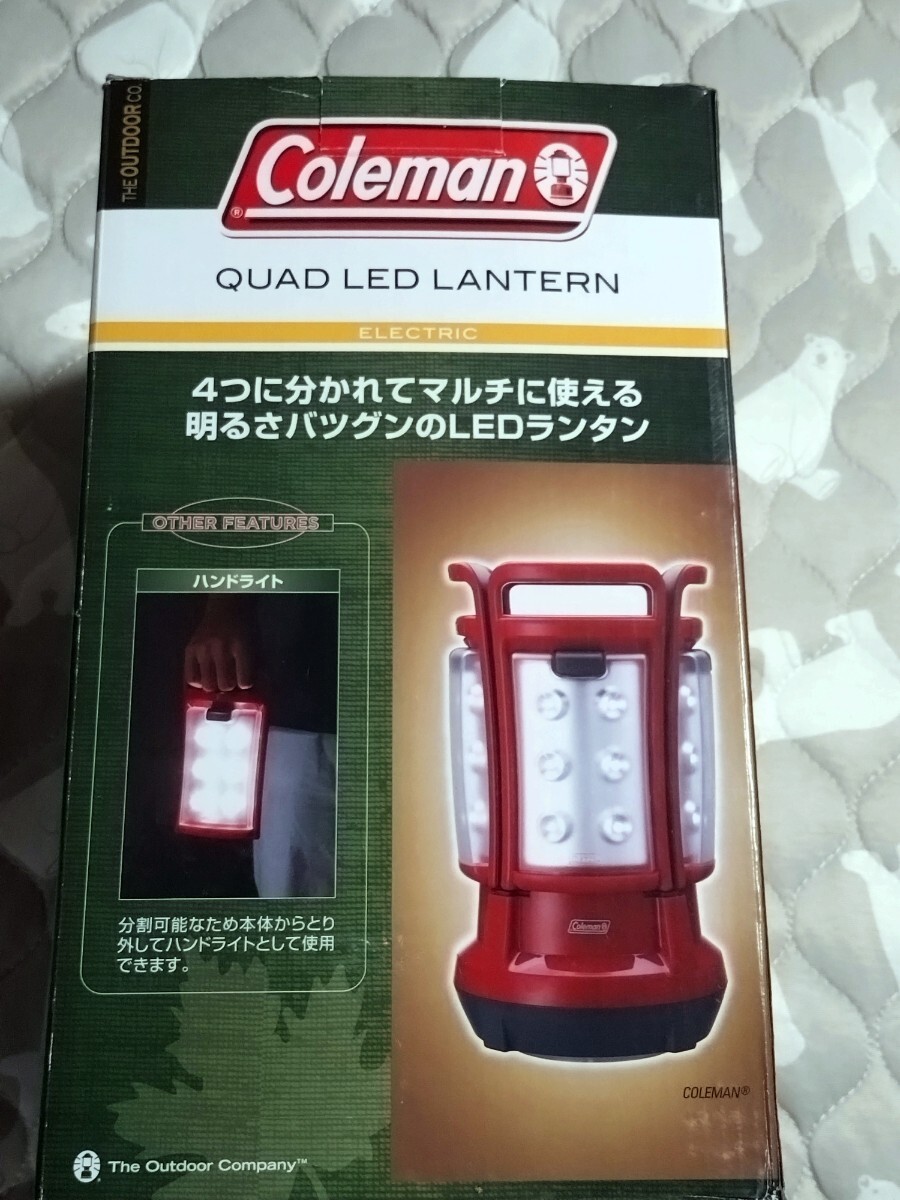 THE OUTDOOR CO.
Coleman
®
QUAD LED LANTERN
ELECTRIC
4つに分かれてマルチに使える
明るさバツグンのLEDランタン
OTHER FEATURES
ハンドライト
分割可能なため本体からとり
外してハンドライトとして使用
できます。
Coleman
COLEMAN®
The Outdoor Company™